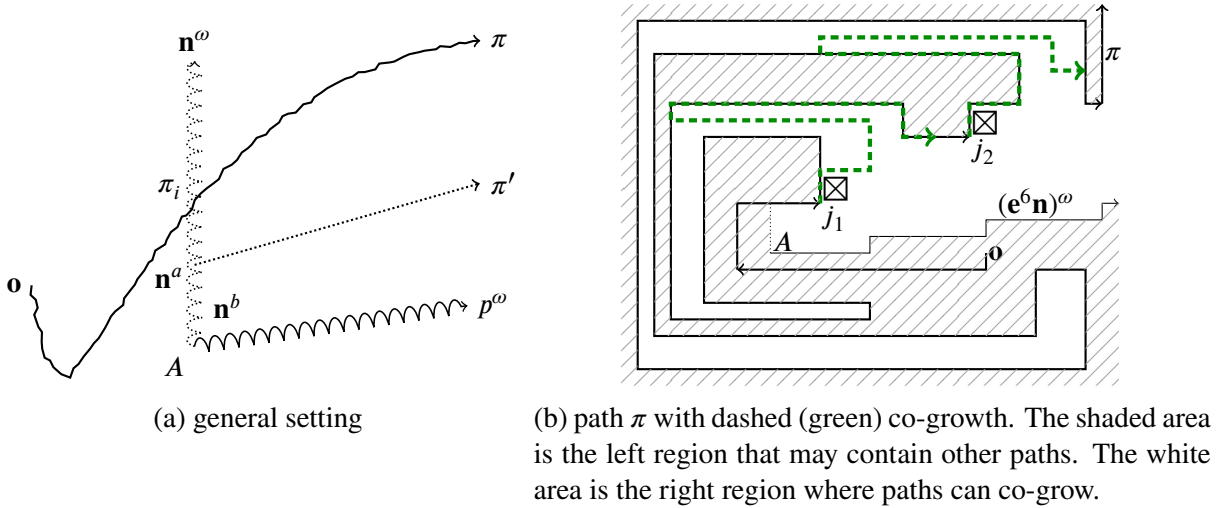 n^ω
π
π_i
π′
o
n^a
n^b
p^ω
A
(a) general setting
π
j_2
j_1
(e^6n)^ω
A
o
(b) path π with dashed (green) co-growth. The shaded area
is the left region that may contain other paths. The white
area is the right region where paths can co-grow.